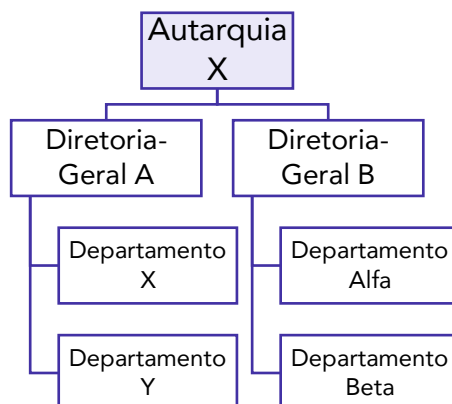 Autarquia
X
Diretoria-
Geral A
Diretoria-
Geral B
Departamento
X
Departamento
Alfa
Departamento
Y
Departamento
Beta